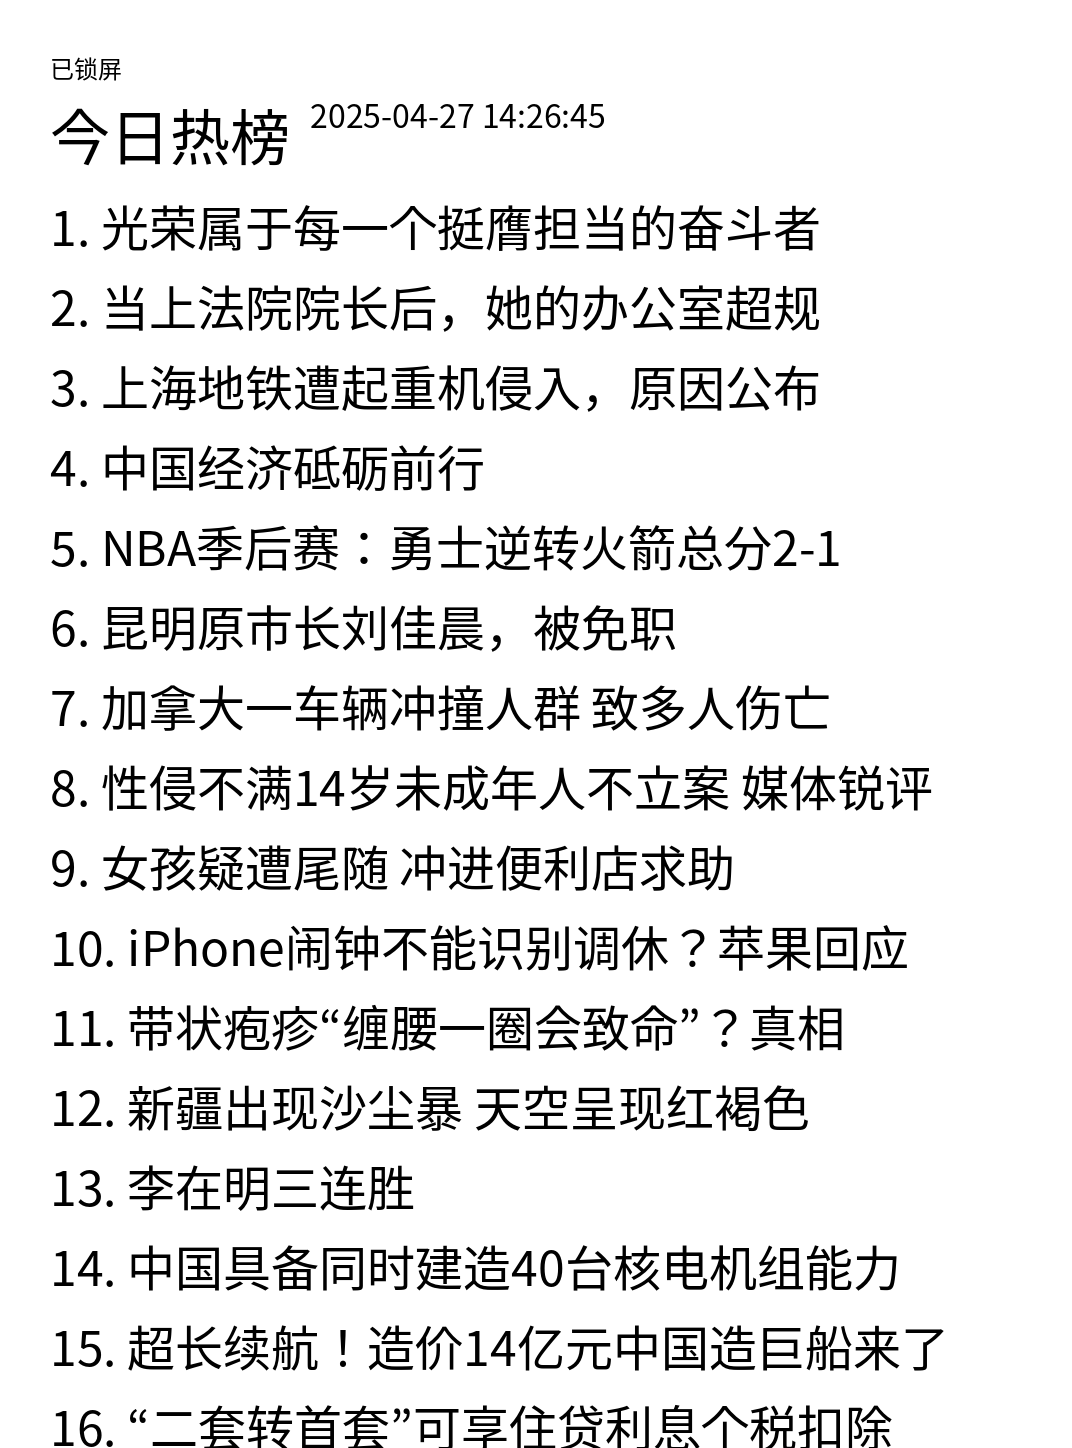 已锁屏
今日热榜 2025-04-27 14:26:45
1. 光荣属于每一个挺膺担当的奋斗者
2. 当上法院院长后，她的办公室超规
3. 上海地铁遭起重机侵入，原因公布
4. 中国经济砥砺前行
5. NBA季后赛：勇士逆转火箭总分2-1
6. 昆明原市长刘佳晨，被免职
7. 加拿大一车辆冲撞人群 致多人伤亡
8. 性侵不满14岁未成年人不立案 媒体锐评
9. 女孩疑遭尾随 冲进便利店求助
10. iPhone闹钟不能识别调休？苹果回应
11. 带状疱疹“缠腰一圈会致命”？真相
12. 新疆出现沙尘暴 天空呈现红褐色
13. 李在明三连胜
14. 中国具备同时建造40台核电机组能力
15. 超长续航！造价14亿元中国造巨船来了
16. “二套转首套”可享住贷利息个税扣除